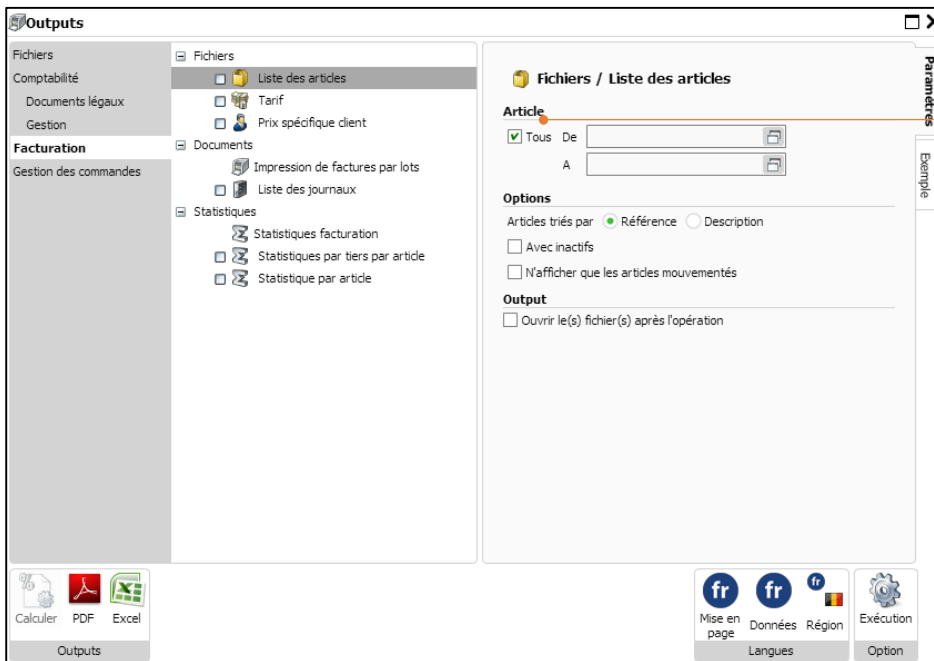 Outputs
Fichiers
Comptabilité
Documents légaux
Gestion
Facturation
Gestion des commandes
Fichiers
Liste des articles
Tarif
Prix spécifique client
Documents
Impression de factures par lots
Liste des journaux
Statistiques
Statistiques facturation
Statistiques par tiers par article
Statistique par article
Fichiers / Liste des articles
Article
Tous De
A
Options
Articles triés par Référence Description
Avec inactifs
N'afficher que les articles mouvementés
Output
Ouvrir le(s) fichier(s) après l'opération
Paramètres
Exemple
%
Calculer PDF Excel
Outputs
fr fr fr
Mise en page Données Région
Langues
Exécution
Option